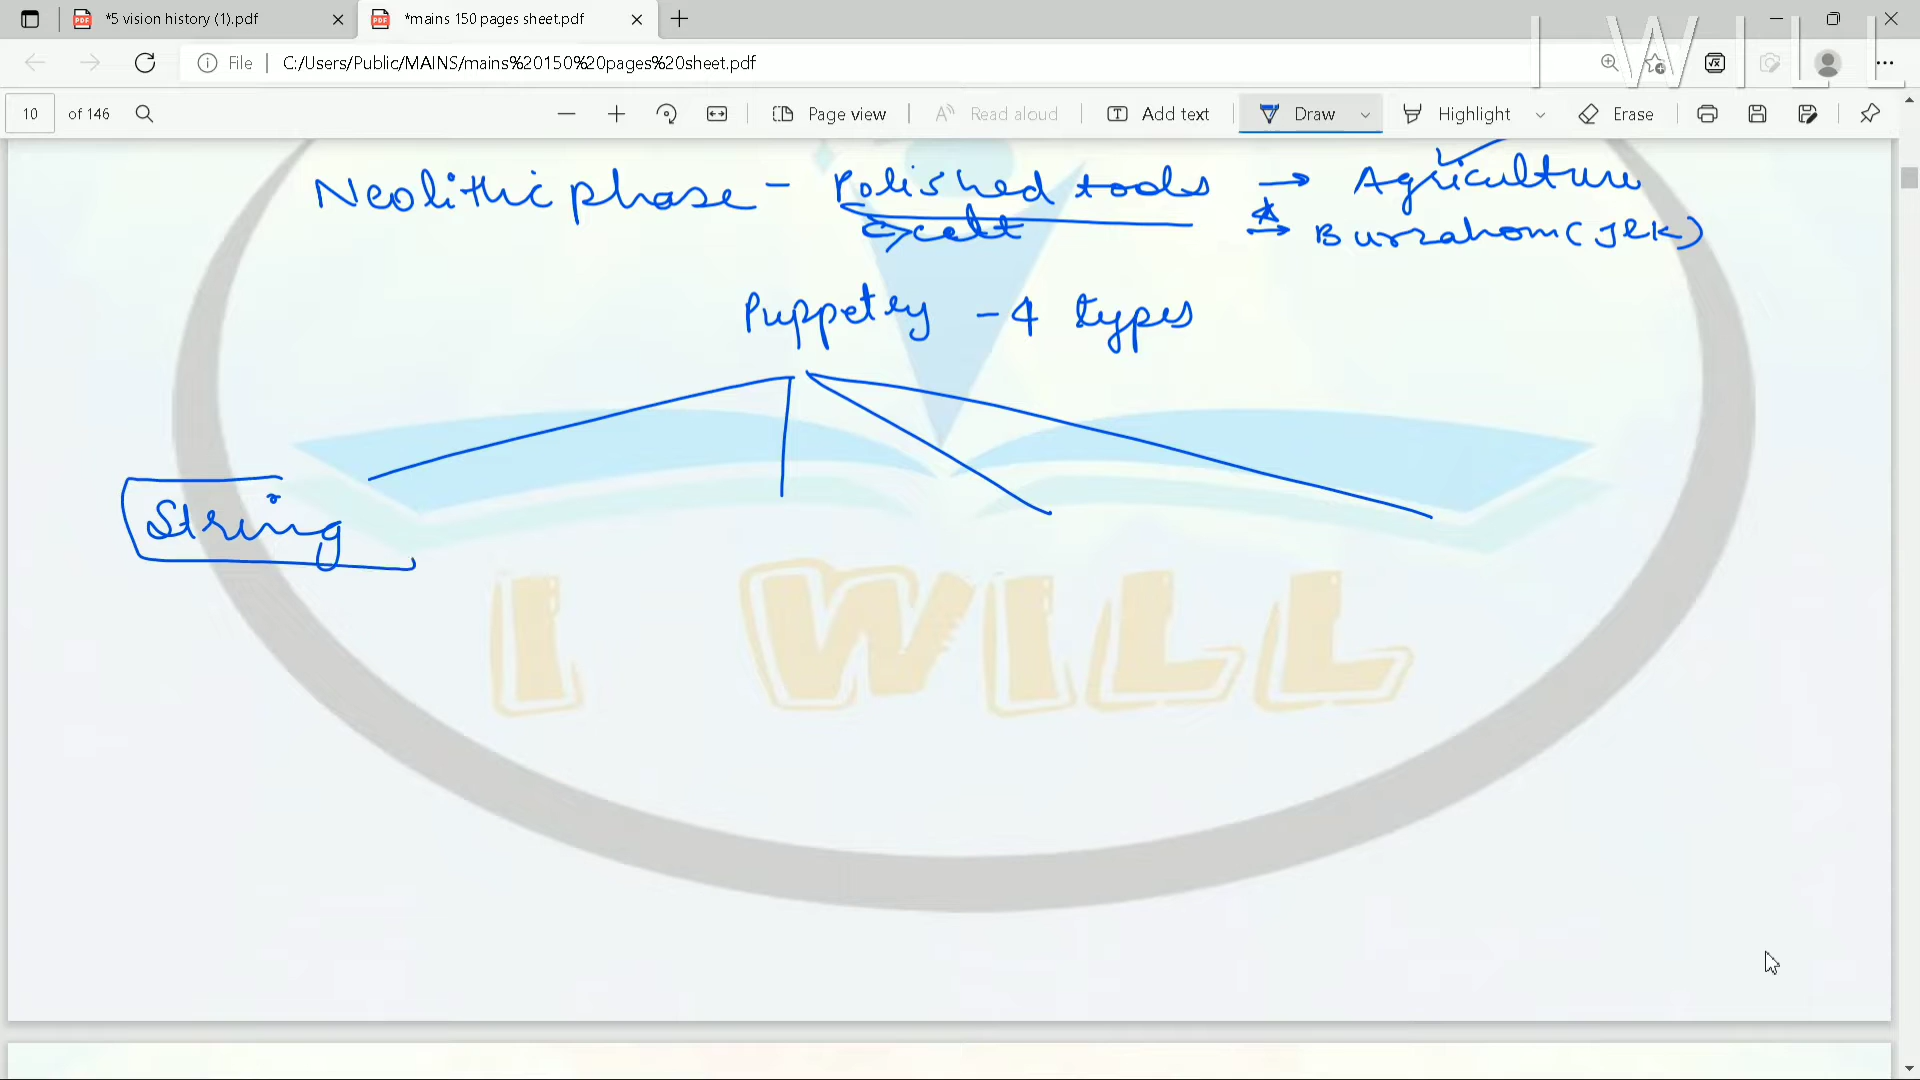 *5 vision history (1).pdf
*mains 150 pages sheet.pdf
I WILL
File
C:/Users/Public/MAINS/mains%20150%20pages%20sheet.pdf
10 of 146
Page view
Read aloud
Add text
Draw
Highlight
Erase
Neolithic phase - Polished tools → Agriculture
celt → Burzahom (J&K)
Puppetry - 4 types
String
I WILL